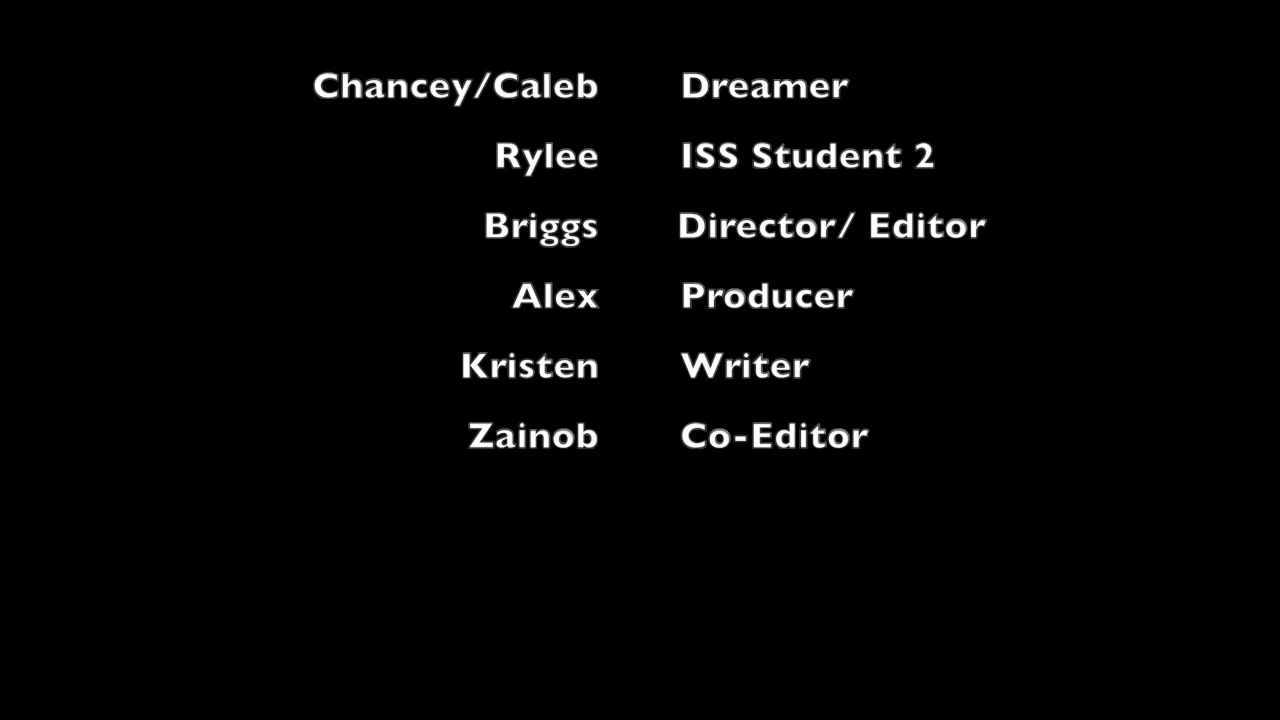 Chancey/Caleb Dreamer
Rylee ISS Student 2
Briggs Director/ Editor
Alex Producer
Kristen Writer
Zainob Co-Editor